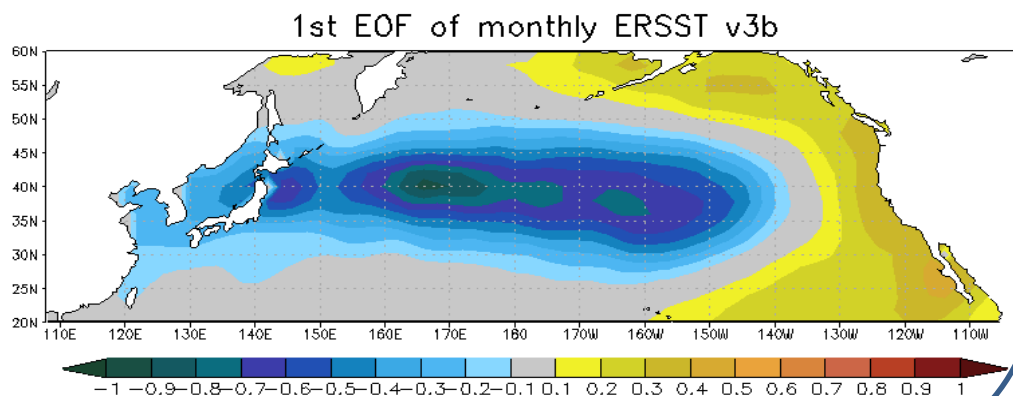 1st EOF of monthly ERSST v3b
60N
55N
50N
45N
40N
35N
30N
25N
20N
110E 120E 130E 140E 150E 160E 170E 180 170W 160W 150W 140W 130W 120W 110W
-1 -0.9 -0.8 -0.7 -0.6 -0.5 -0.4 -0.3 -0.2 -0.1 0.1 0.2 0.3 0.4 0.5 0.6 0.7 0.8 0.9 1